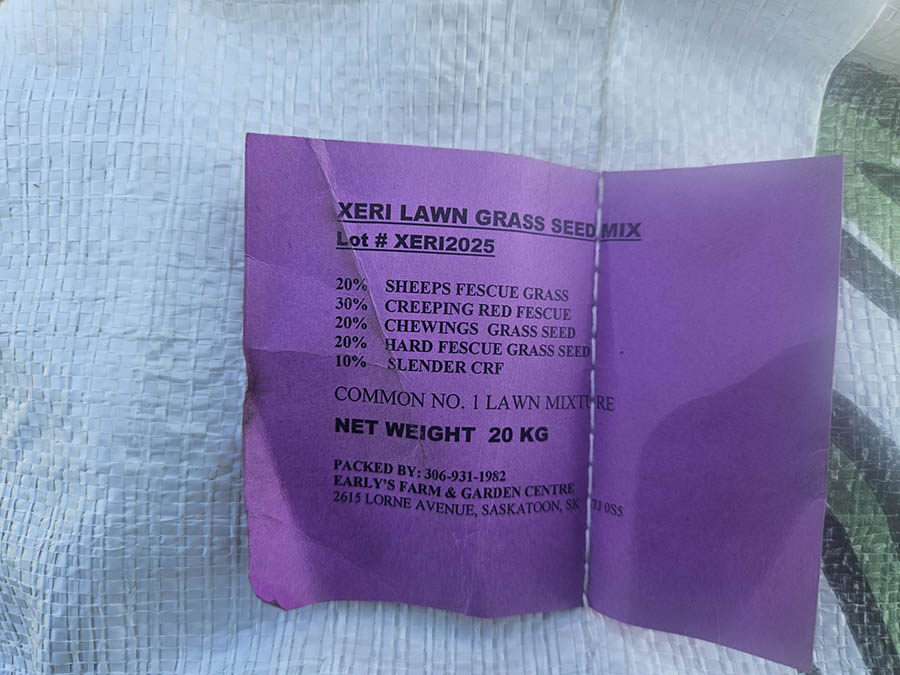 XERI LAWN GRASS SEED MIX
Lot # XERI2025
20% SHEEPS FESCUE GRASS
30% CREEPING RED FESCUE
20% CHEWINGS GRASS SEED
20% HARD FESCUE GRASS SEED
10% SLENDER CRF
COMMON NO. 1 LAWN MIXTURE
NET WEIGHT 20 KG
PACKED BY: 306-931-1982
EARLY'S FARM & GARDEN CENTRE
2615 LORNE AVENUE, SASKATOON, SK 0S5